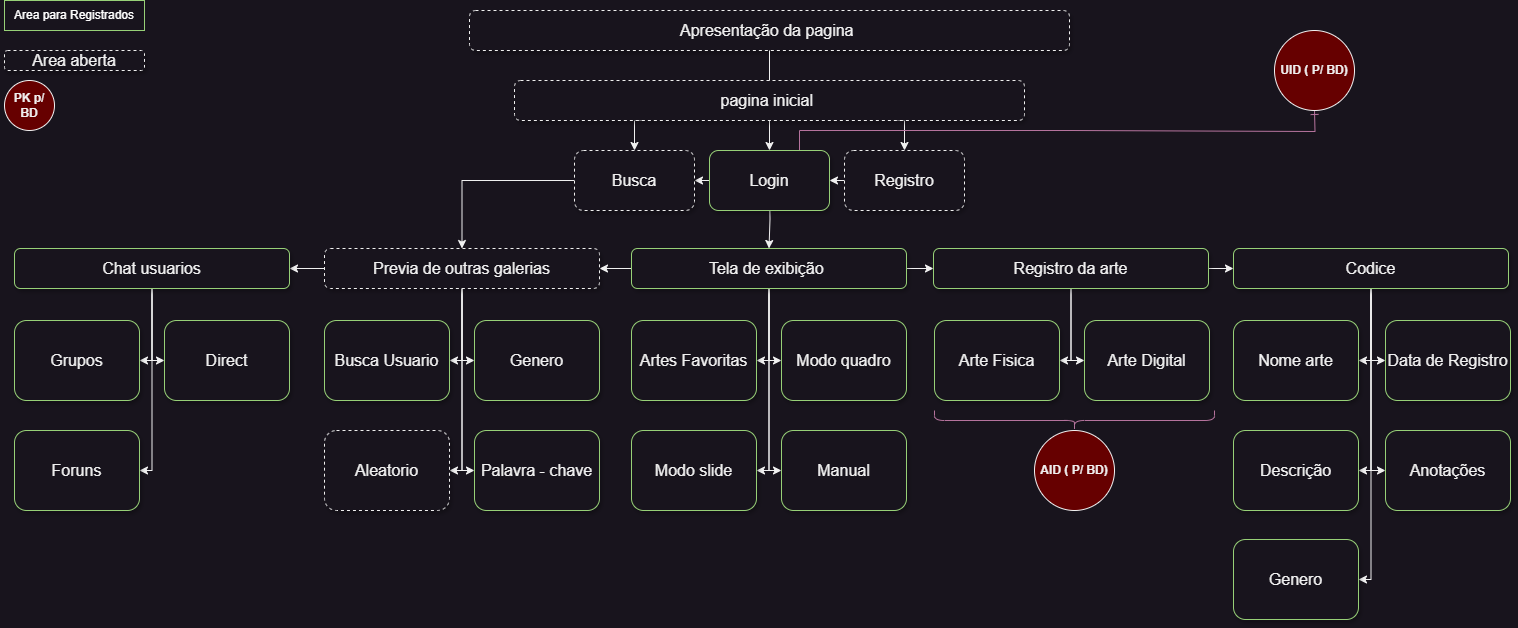 Area para Registrados
Area aberta
PK p/
BD
Apresentação da pagina
pagina inicial
UID ( P/ BD)
Busca
Login
Registro
Chat usuarios
Previa de outras galerias
Tela de exibição
Registro da arte
Codice
Grupos
Direct
Busca Usuario
Genero
Artes Favoritas
Modo quadro
Arte Fisica
Arte Digital
Nome arte
Data de Registro
Foruns
Aleatorio
Palavra - chave
Modo slide
Manual
AID ( P/ BD)
Descrição
Anotações
Genero